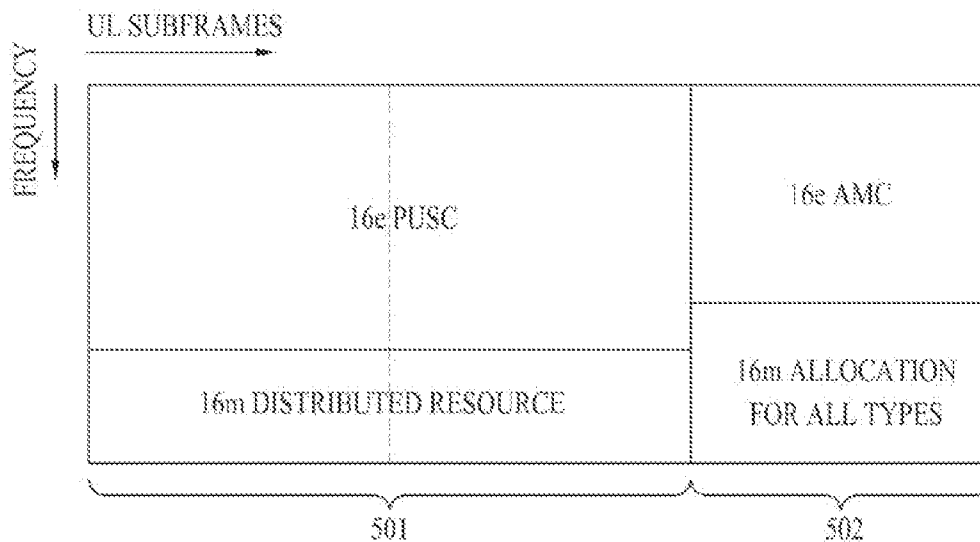 UL SUBFRAMES
FREQUENCY
16e PUSC
16e AMC
16m DISTRIBUTED RESOURCE
16m ALLOCATION
FOR ALL TYPES
501
502